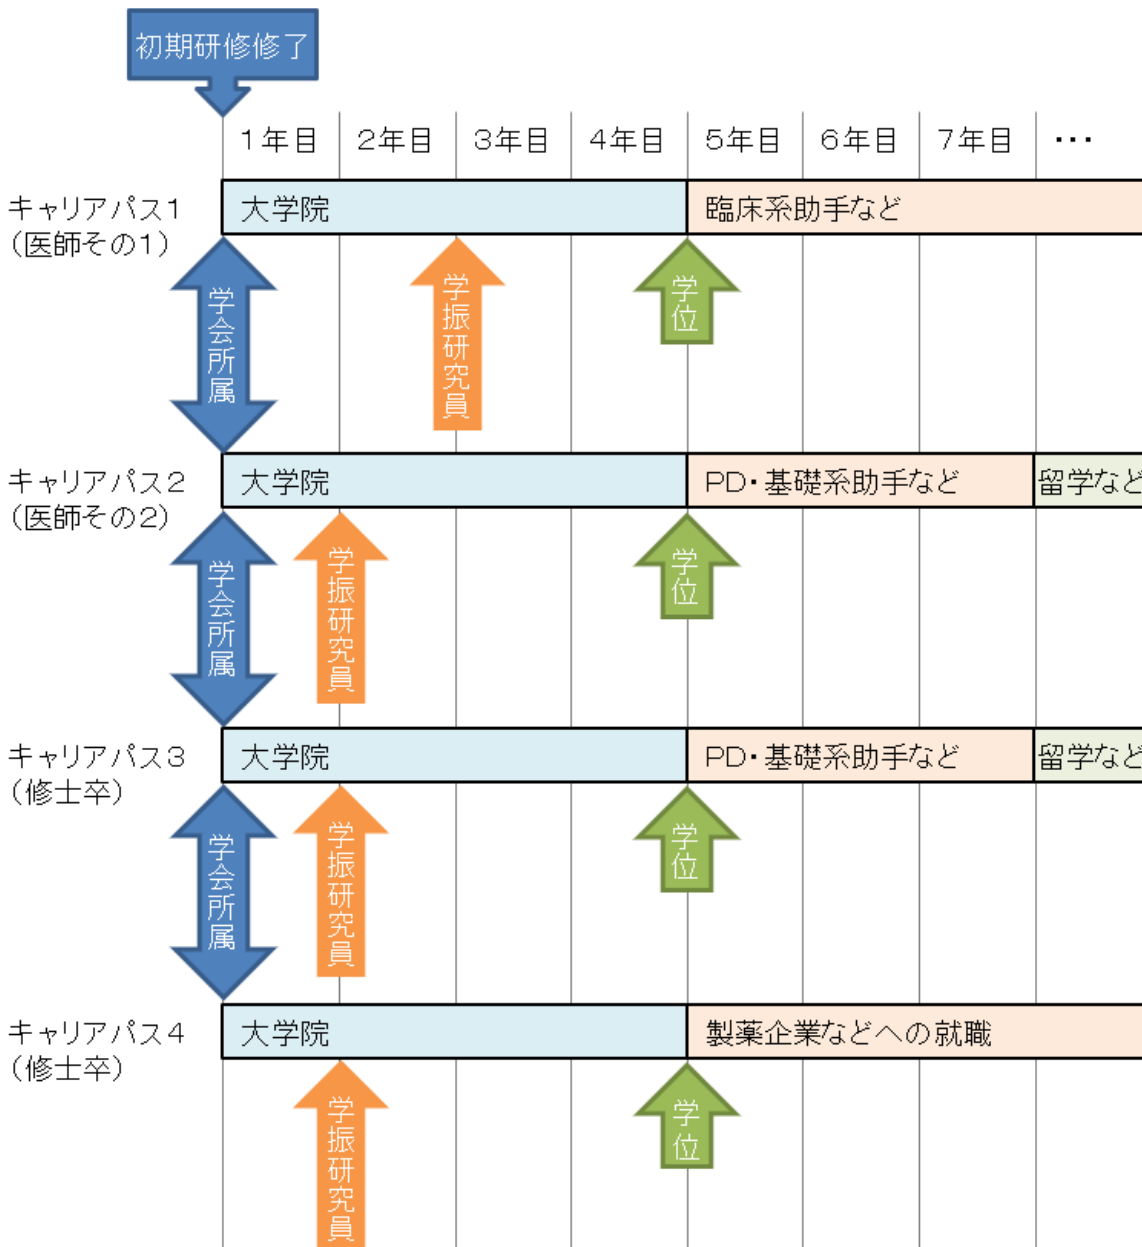 初期研修修了
1年目 2年目 3年目 4年目 5年目 6年目 7年目 ・・・
キャリアパス1
(医師その1)
大学院
臨床系助手など
学会所属
学振研究員
学位
キャリアパス2
(医師その2)
大学院
PD・基礎系助手など
留学など
学会所属
学振研究員
学位
キャリアパス3
(修士卒)
大学院
PD・基礎系助手など
留学など
学会所属
学振研究員
学位
キャリアパス4
(修士卒)
大学院
製薬企業などへの就職
学振研究員
学位